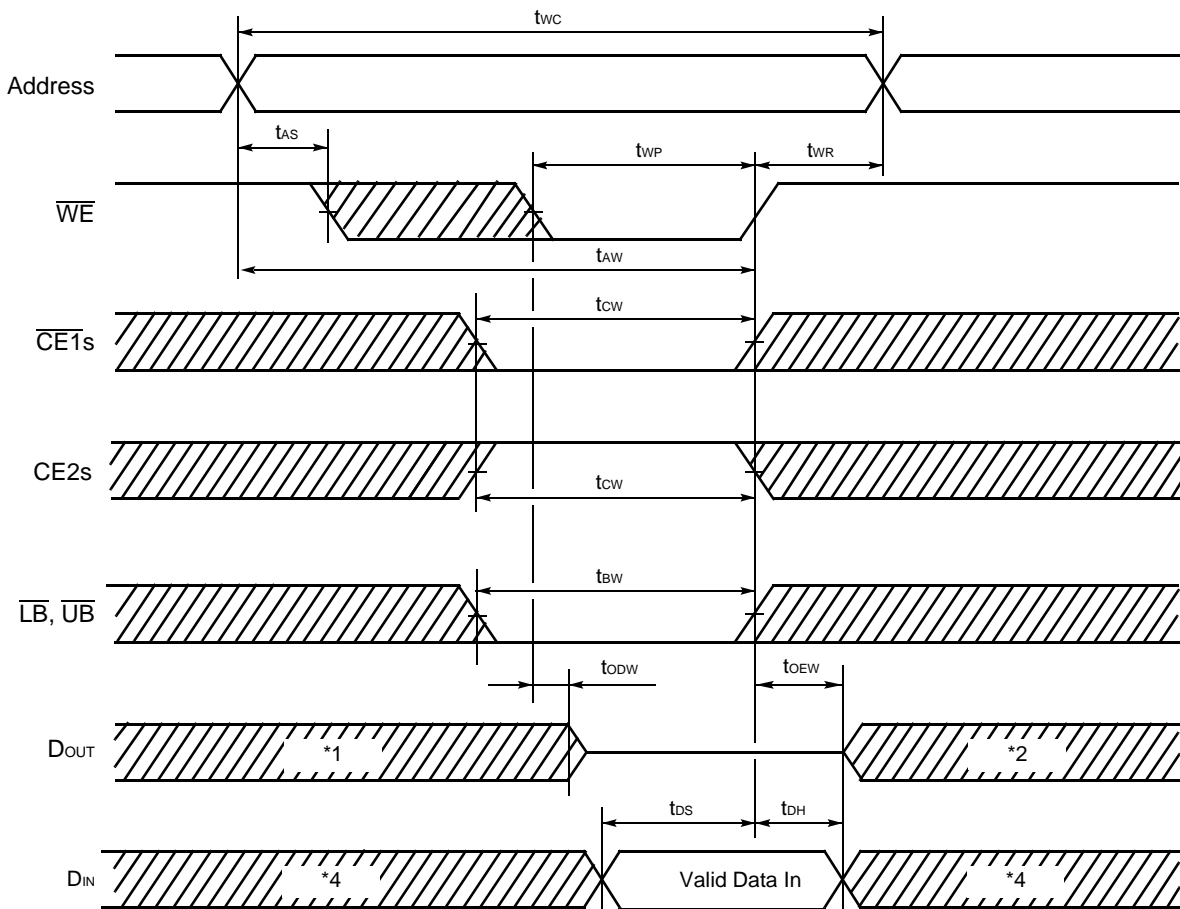 tWC
Address
tAS
tWP
tWR
WE
tAW
tCW
CE1s
CE2s
tCW
tBW
LB, UB
tODW
tOEW
DOUT
*1
*2
tDS
tDH
DIN
*4
Valid Data In
*4